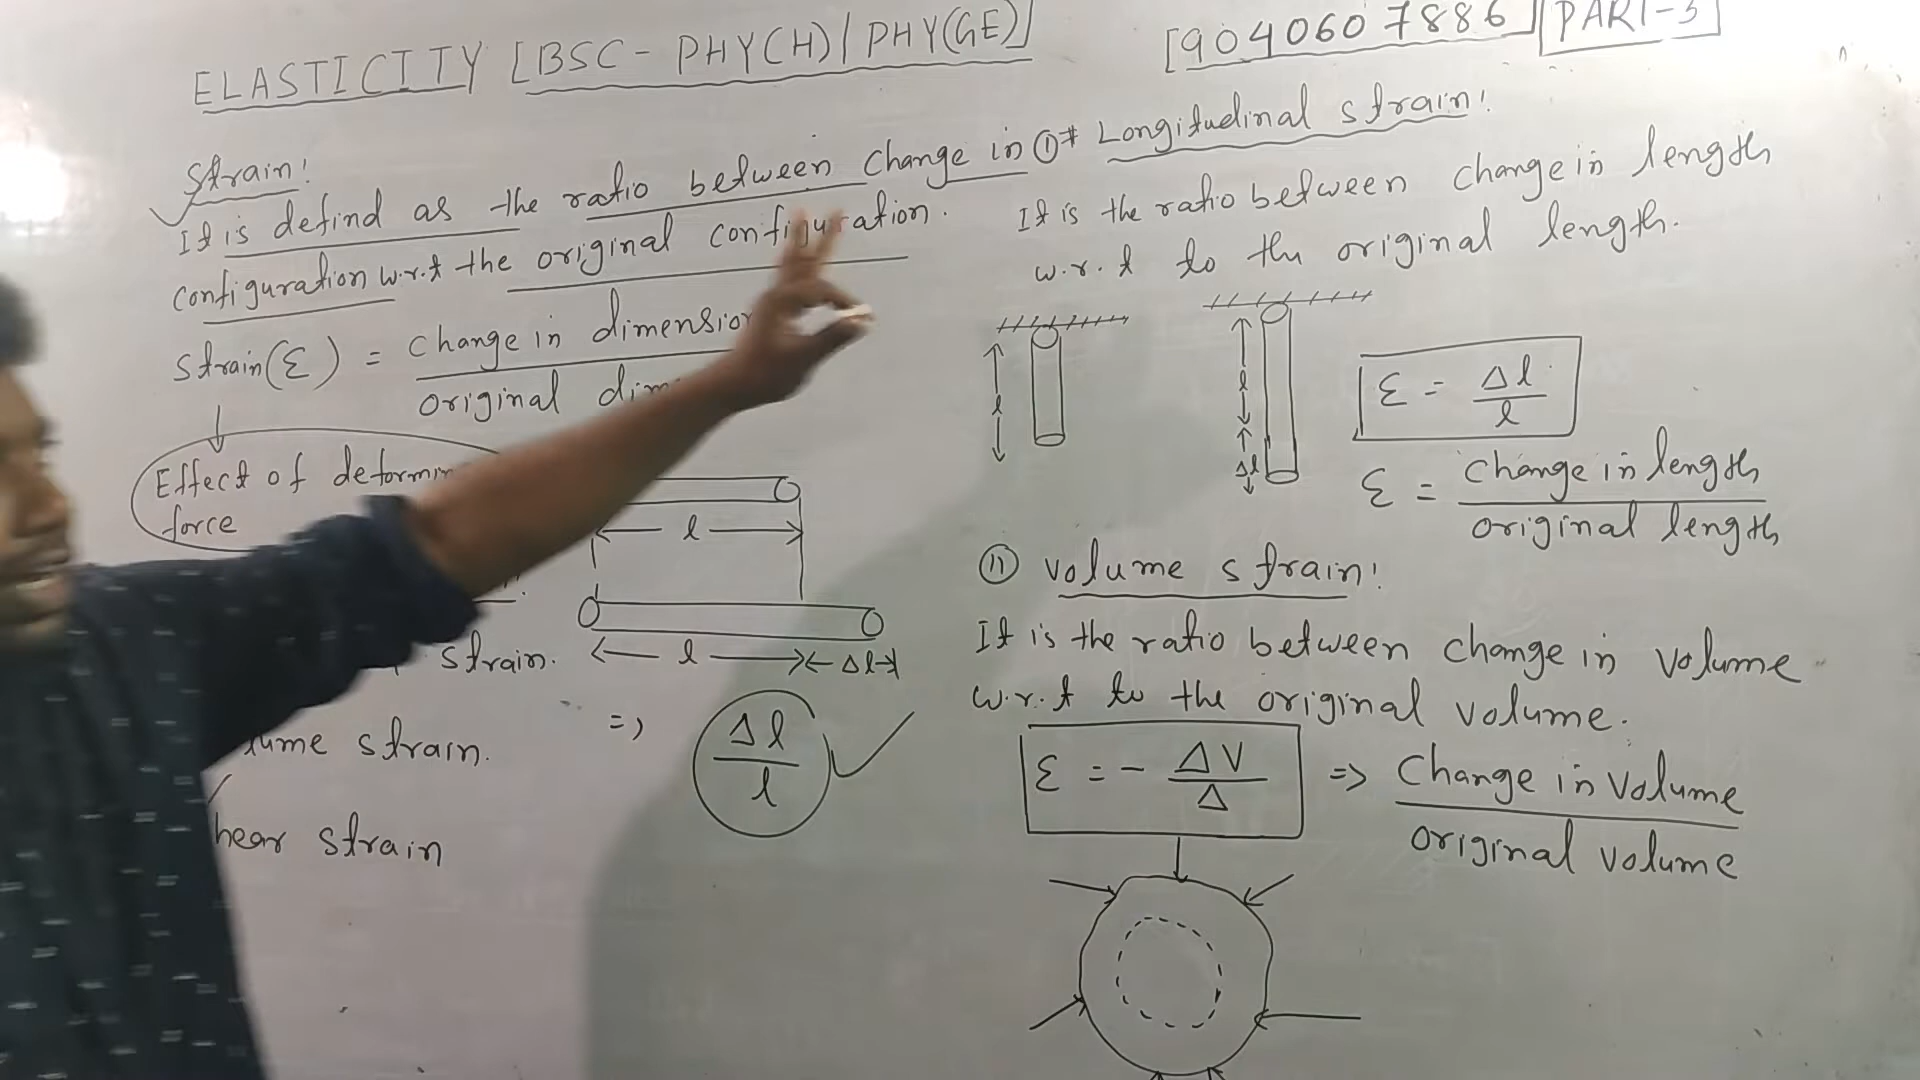 ELASTICITY [BSC - PHY(H)/PHY(GE)]
[9040607886] PART-3
Strain!
It is defind as the ratio between change in
configuration w.r.t the original configuration.
Strain(Ɛ) = change in dimension
original
Effect of
force
strain.
strain.
strain
l
l Δl
=> Δl
l
① * Longitudinal strain!
It is the ratio between change in length
w.r.t to the original length.
l
l
Δl
Ɛ = Δl
l
Ɛ = change in length
original length
⑪ volume strain!
It is the ratio between change in volume
w.r.t to the original volume.
Ɛ = - ΔV
Δ
=> Change in volume
original volume